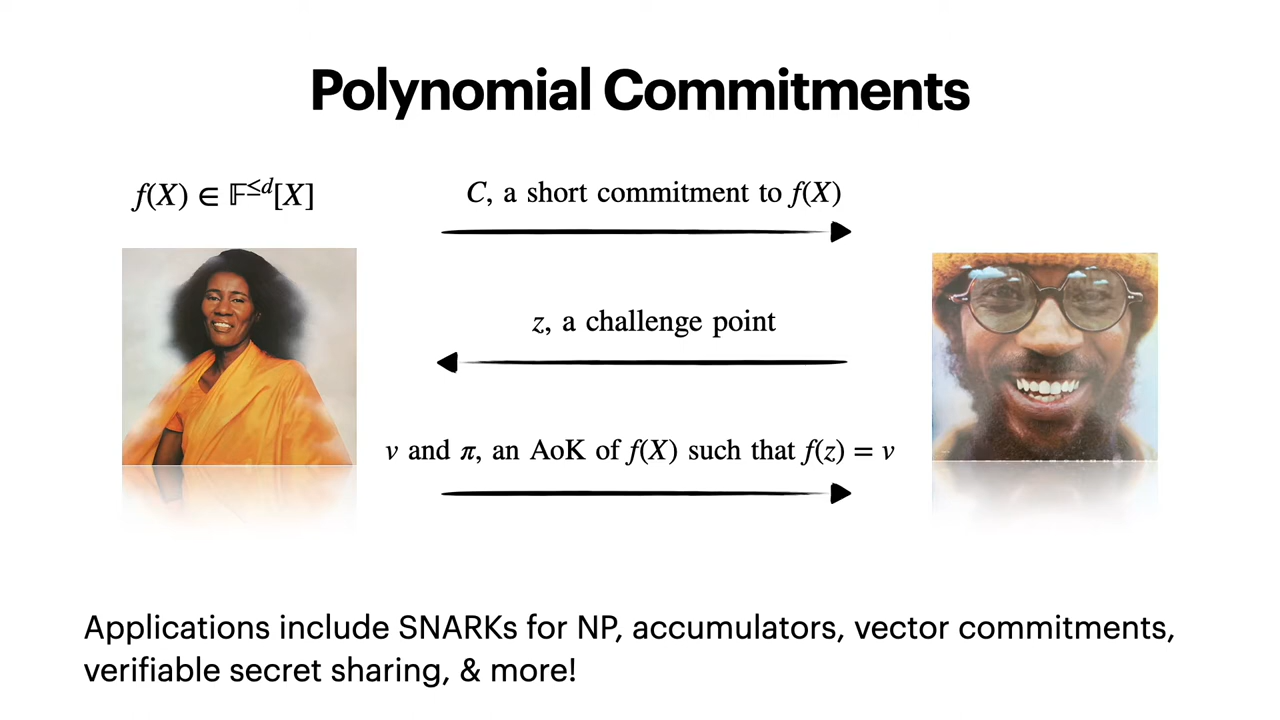 Polynomial Commitments
f(X) ∈ 𝔽^{≤d}[X]
C, a short commitment to f(X)
z, a challenge point
v and π, an AoK of f(X) such that f(z) = v
Applications include SNARKs for NP, accumulators, vector commitments,
verifiable secret sharing, & more!